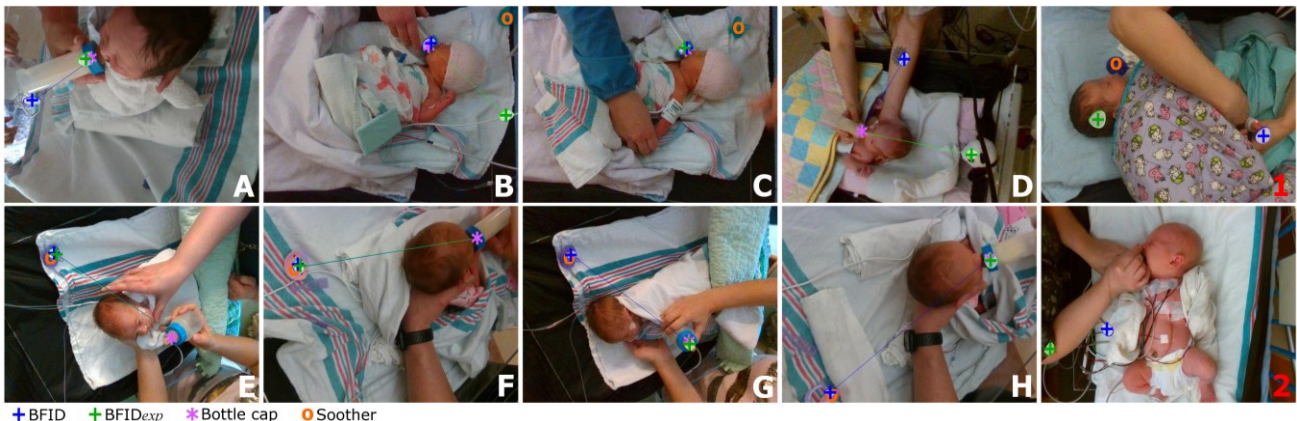 A B C D 1
E F G H 2
+ BFID + BFIDexp * Bottle cap o Soother